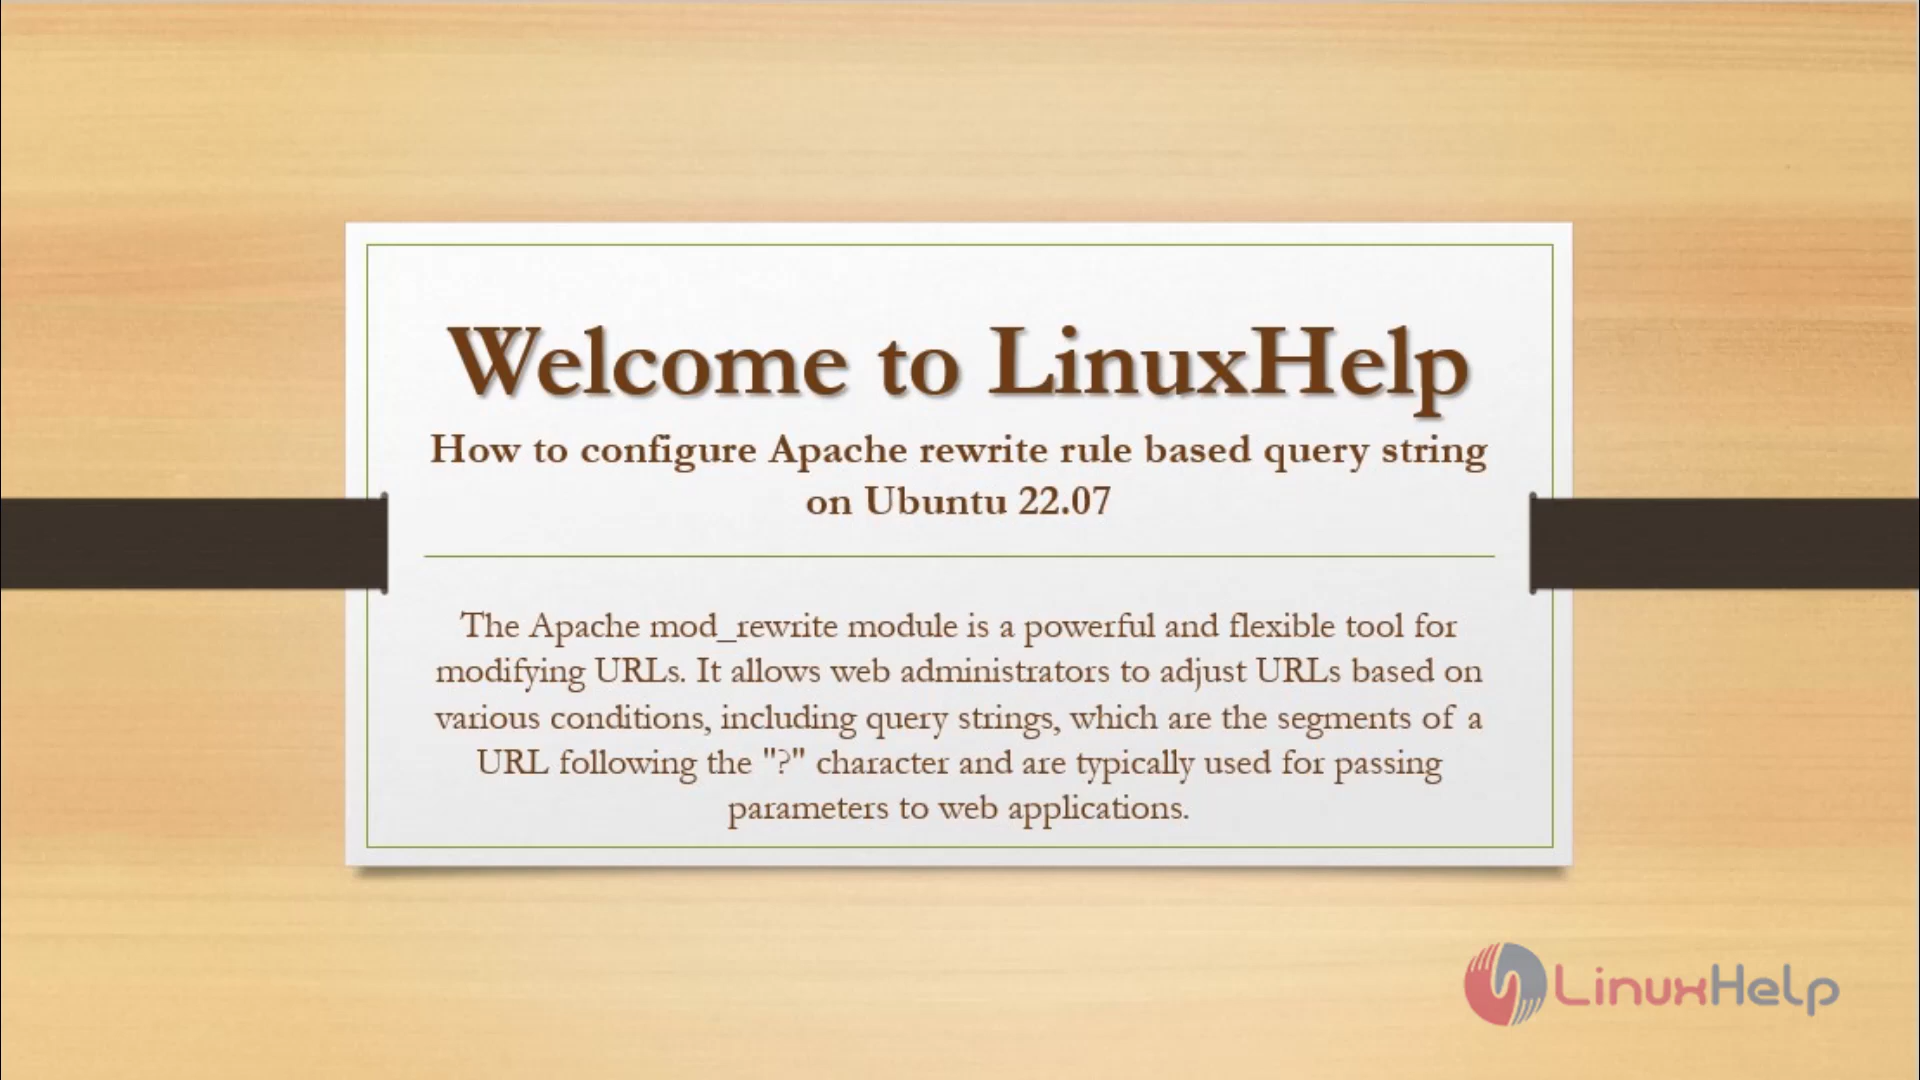 Welcome to LinuxHelp
How to configure Apache rewrite rule based query string
on Ubuntu 22.07
The Apache mod_rewrite module is a powerful and flexible tool for
modifying URLs. It allows web administrators to adjust URLs based on
various conditions, including query strings, which are the segments of a
URL following the "?" character and are typically used for passing
parameters to web applications.
LinuxHelp